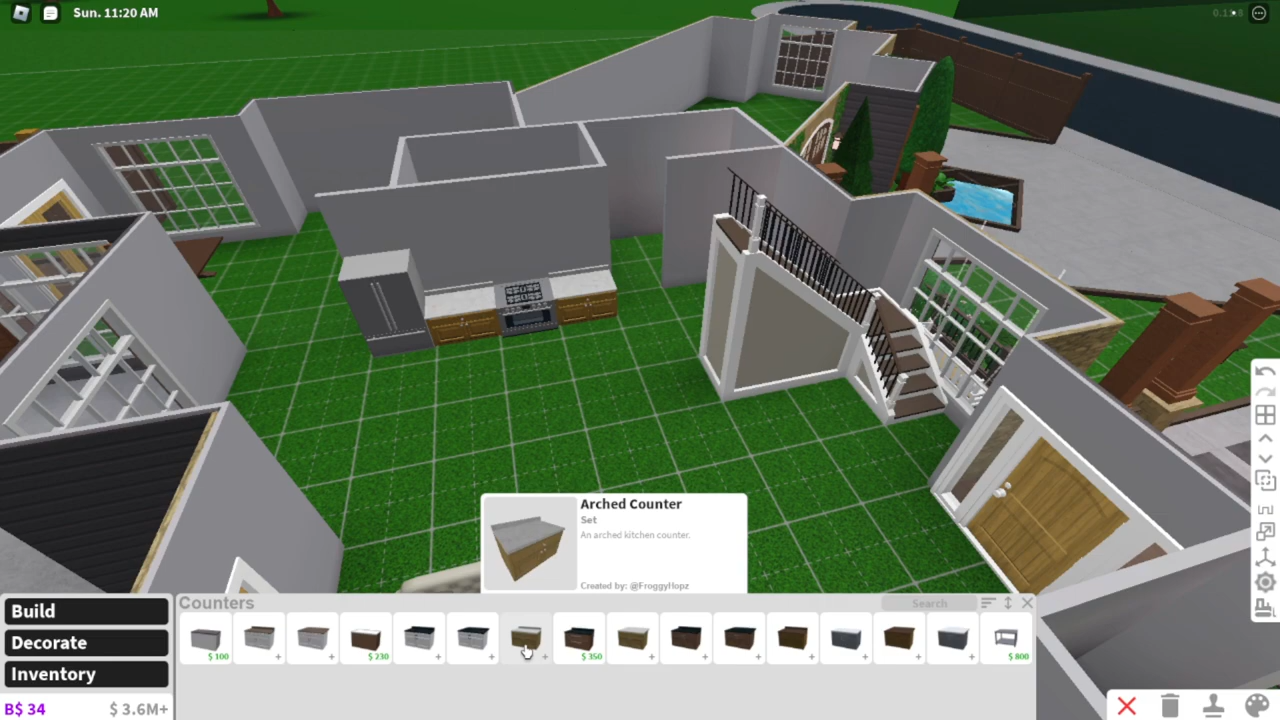 Sun. 11:20 AM
Arched Counter
Set
An arched kitchen counter.
Created by: @FroggyHopz
Counters
Search
Build
$ 100
+
+
$ 230
+
+
+
$ 350
+
+
+
+
+
+
+
$ 800
Decorate
Inventory
B$ 34
$ 3.6M+